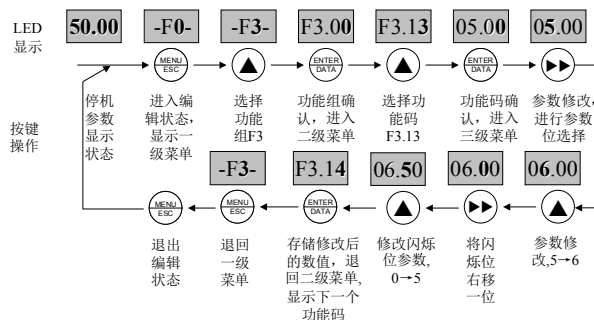 LED
显示
50.00
-F0-
-F3-
F3.00
F3.13
05.00
05.00
MENU
ESC
ENTER
DATA
ENTER
DATA
按键
操作
停机
参数
显示
状态
进入编
辑状态，
显示一
级菜单
选择
功能
组F3
功能组确
认，进入
二级菜单
选择功
能码
F3.13
功能码确
认，进入
三级菜单
参数修改，
进行参数
位选择
-F3-
F3.14
06.50
06.00
06.00
MENU
ESC
MENU
ESC
ENTER
DATA
退出
编辑
状态
退回
一级
菜单
存储修改后
的数值，退
回二级菜单，
显示下一个
功能码
修改闪烁
位参数，
0→5
将闪
烁位
右移
一位
参数修
改,5→6